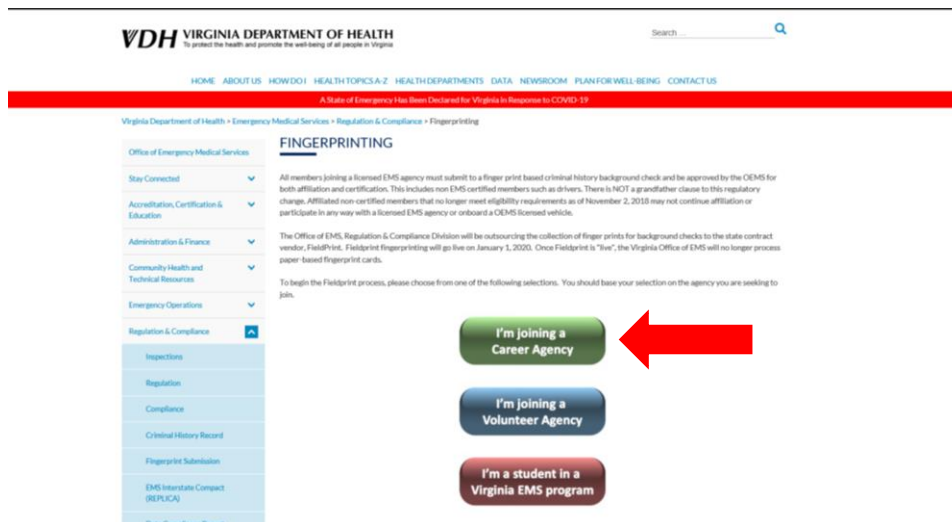 VDH VIRGINIA DEPARTMENT OF HEALTH
To protect the health and promote the well-being of all people in Virginia
Search ...
HOME ABOUT US HOW DO I HEALTH TOPICS A-Z HEALTH DEPARTMENTS DATA NEWSROOM PLAN FOR WELL-BEING CONTACT US
A State of Emergency Has Been Declared for Virginia in Response to COVID-19
Virginia Department of Health > Emergency Medical Services > Regulation & Compliance > Fingerprinting
Office of Emergency Medical Services
Stay Connected
Accreditation, Certification &
Education
Administration & Finance
Community Health and
Technical Resources
Emergency Operations
Regulation & Compliance
Inspections
Regulation
Compliance
Criminal History Record
Fingerprint Submission
EMS Interstate Compact
(REPLICA)
FINGERPRINTING
All members joining a licensed EMS agency must submit to a finger print based criminal history background check and be approved by the OEMS for
both affiliation and certification. This includes non EMS certified members such as drivers. There is NOT a grandfather clause to this regulatory
change. Affiliated non-certified members that no longer meet eligibility requirements as of November 2, 2018 may not continue affiliation or
participate in any way with a licensed EMS agency or onboard a OEMS licensed vehicle.
The Office of EMS, Regulation & Compliance Division will be outsourcing the collection of finger prints for background checks to the state contract
vendor, FieldPrint. Fieldprint fingerprinting will go live on January 1, 2020. Once Fieldprint is "live", the Virginia Office of EMS will no longer process
paper-based fingerprint cards.
To begin the Fieldprint process, please choose from one of the following selections. You should base your selection on the agency you are seeking to
join.
I'm joining a
Career Agency
I'm joining a
Volunteer Agency
I'm a student in a
Virginia EMS program